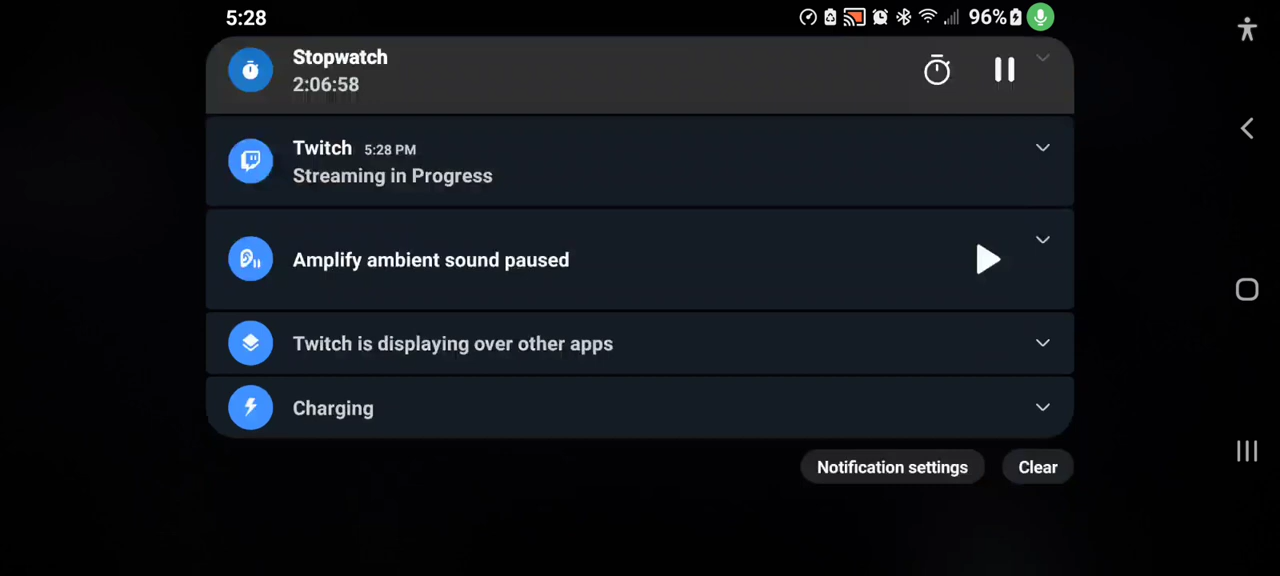 5:28
96%
Stopwatch
2:06:58
Twitch 5:28 PM
Streaming in Progress
Amplify ambient sound paused
Twitch is displaying over other apps
Charging
Notification settings Clear